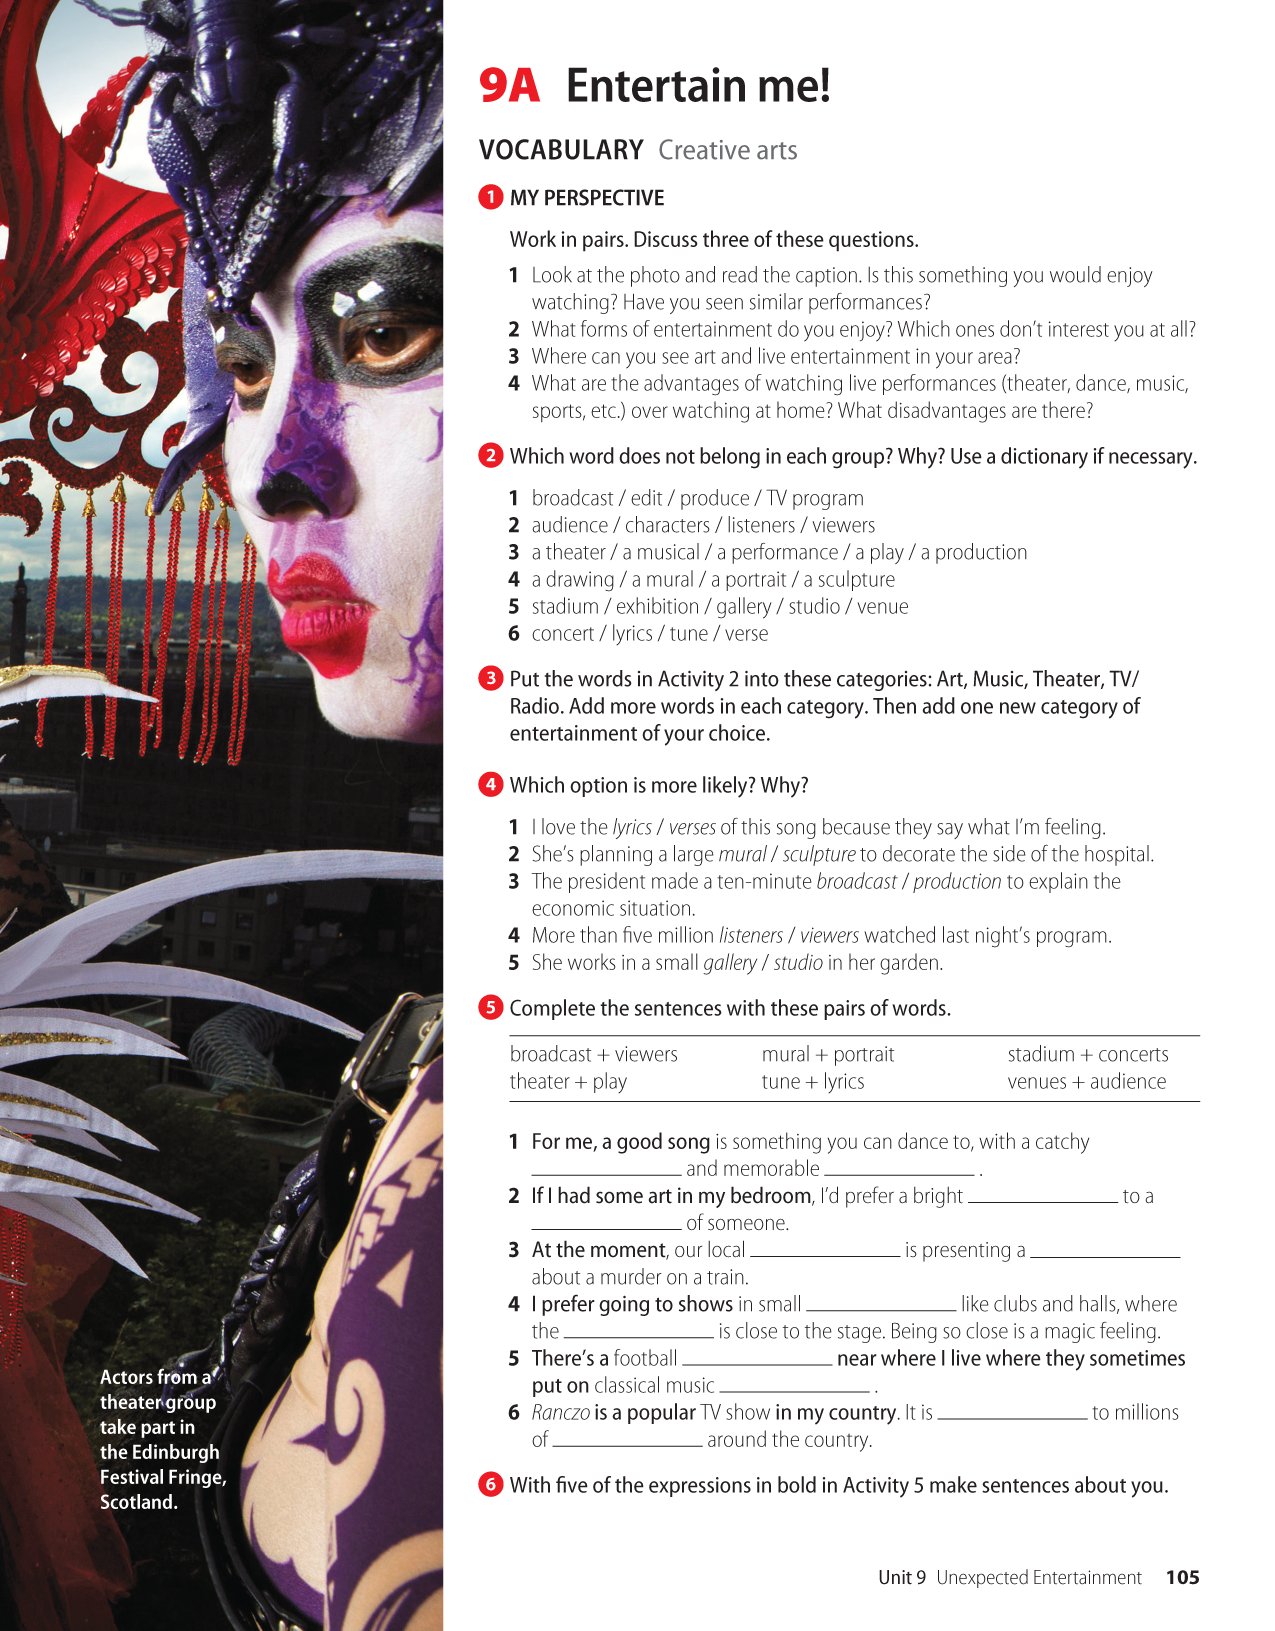 9A Entertain me!
VOCABULARY Creative arts
1 MY PERSPECTIVE
Work in pairs. Discuss three of these questions.
1 Look at the photo and read the caption. Is this something you would enjoy
watching? Have you seen similar performances?
2 What forms of entertainment do you enjoy? Which ones don’t interest you at all?
3 Where can you see art and live entertainment in your area?
4 What are the advantages of watching live performances (theater, dance, music,
sports, etc.) over watching at home? What disadvantages are there?
2 Which word does not belong in each group? Why? Use a dictionary if necessary.
1 broadcast / edit / produce / TV program
2 audience / characters / listeners / viewers
3 a theater / a musical / a performance / a play / a production
4 a drawing / a mural / a portrait / a sculpture
5 stadium / exhibition / gallery / studio / venue
6 concert / lyrics / tune / verse
3 Put the words in Activity 2 into these categories: Art, Music, Theater, TV/
Radio. Add more words in each category. Then add one new category of
entertainment of your choice.
4 Which option is more likely? Why?
1 I love the lyrics / verses of this song because they say what I’m feeling.
2 She’s planning a large mural / sculpture to decorate the side of the hospital.
3 The president made a ten-minute broadcast / production to explain the
economic situation.
4 More than five million listeners / viewers watched last night’s program.
5 She works in a small gallery / studio in her garden.
5 Complete the sentences with these pairs of words.
broadcast + viewers mural + portrait stadium + concerts
theater + play tune + lyrics venues + audience
1 For me, a good song is something you can dance to, with a catchy
_______________ and memorable _______________ .
2 If I had some art in my bedroom, I’d prefer a bright _______________ to a
_______________ of someone.
3 At the moment, our local _______________ is presenting a _______________
about a murder on a train.
4 I prefer going to shows in small _______________ like clubs and halls, where
the _______________ is close to the stage. Being so close is a magic feeling.
5 There’s a football _______________ near where I live where they sometimes
put on classical music _______________ .
6 Ranczo is a popular TV show in my country. It is _______________ to millions
of _______________ around the country.
6 With five of the expressions in bold in Activity 5 make sentences about you.
Actors from a
theater group
take part in
the Edinburgh
Festival Fringe,
Scotland.
Unit 9 Unexpected Entertainment 105